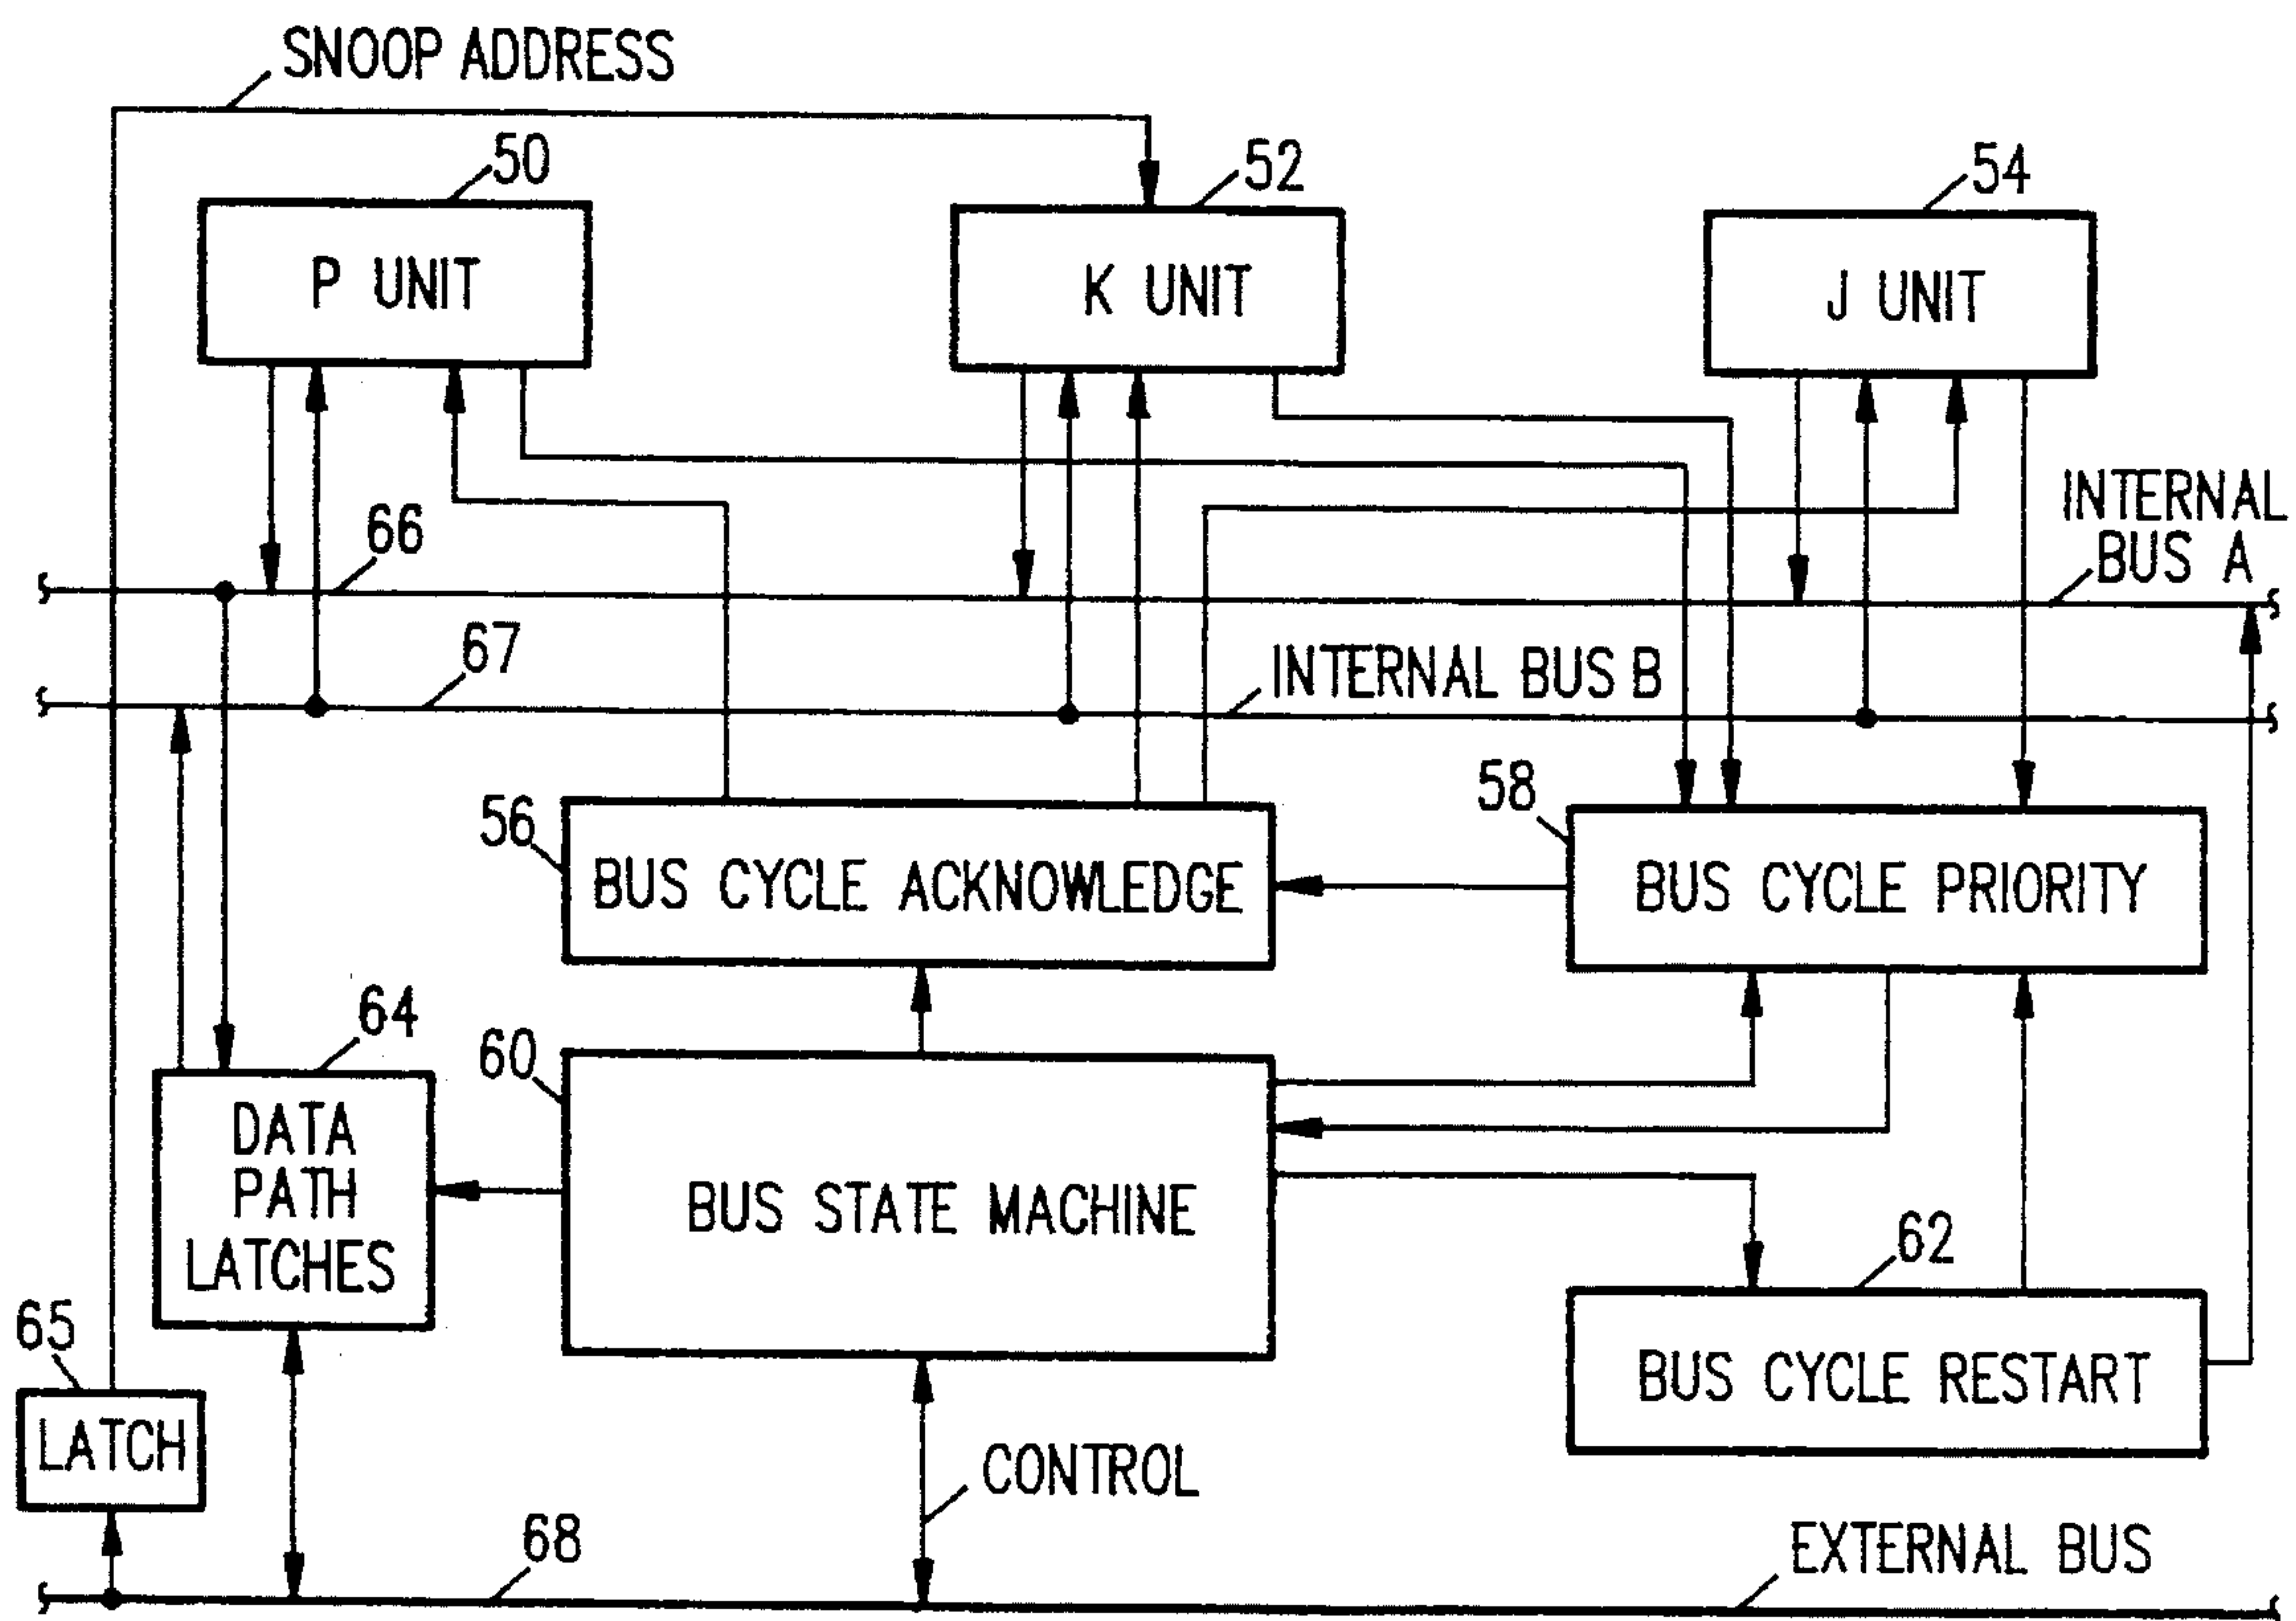 SNOOP ADDRESS
50
52
54
P UNIT
K UNIT
J UNIT
INTERNAL
BUS A
66
67
INTERNAL BUS B
56
58
BUS CYCLE ACKNOWLEDGE
BUS CYCLE PRIORITY
64
60
DATA
PATH
LATCHES
BUS STATE MACHINE
62
65
BUS CYCLE RESTART
LATCH
CONTROL
68
EXTERNAL BUS